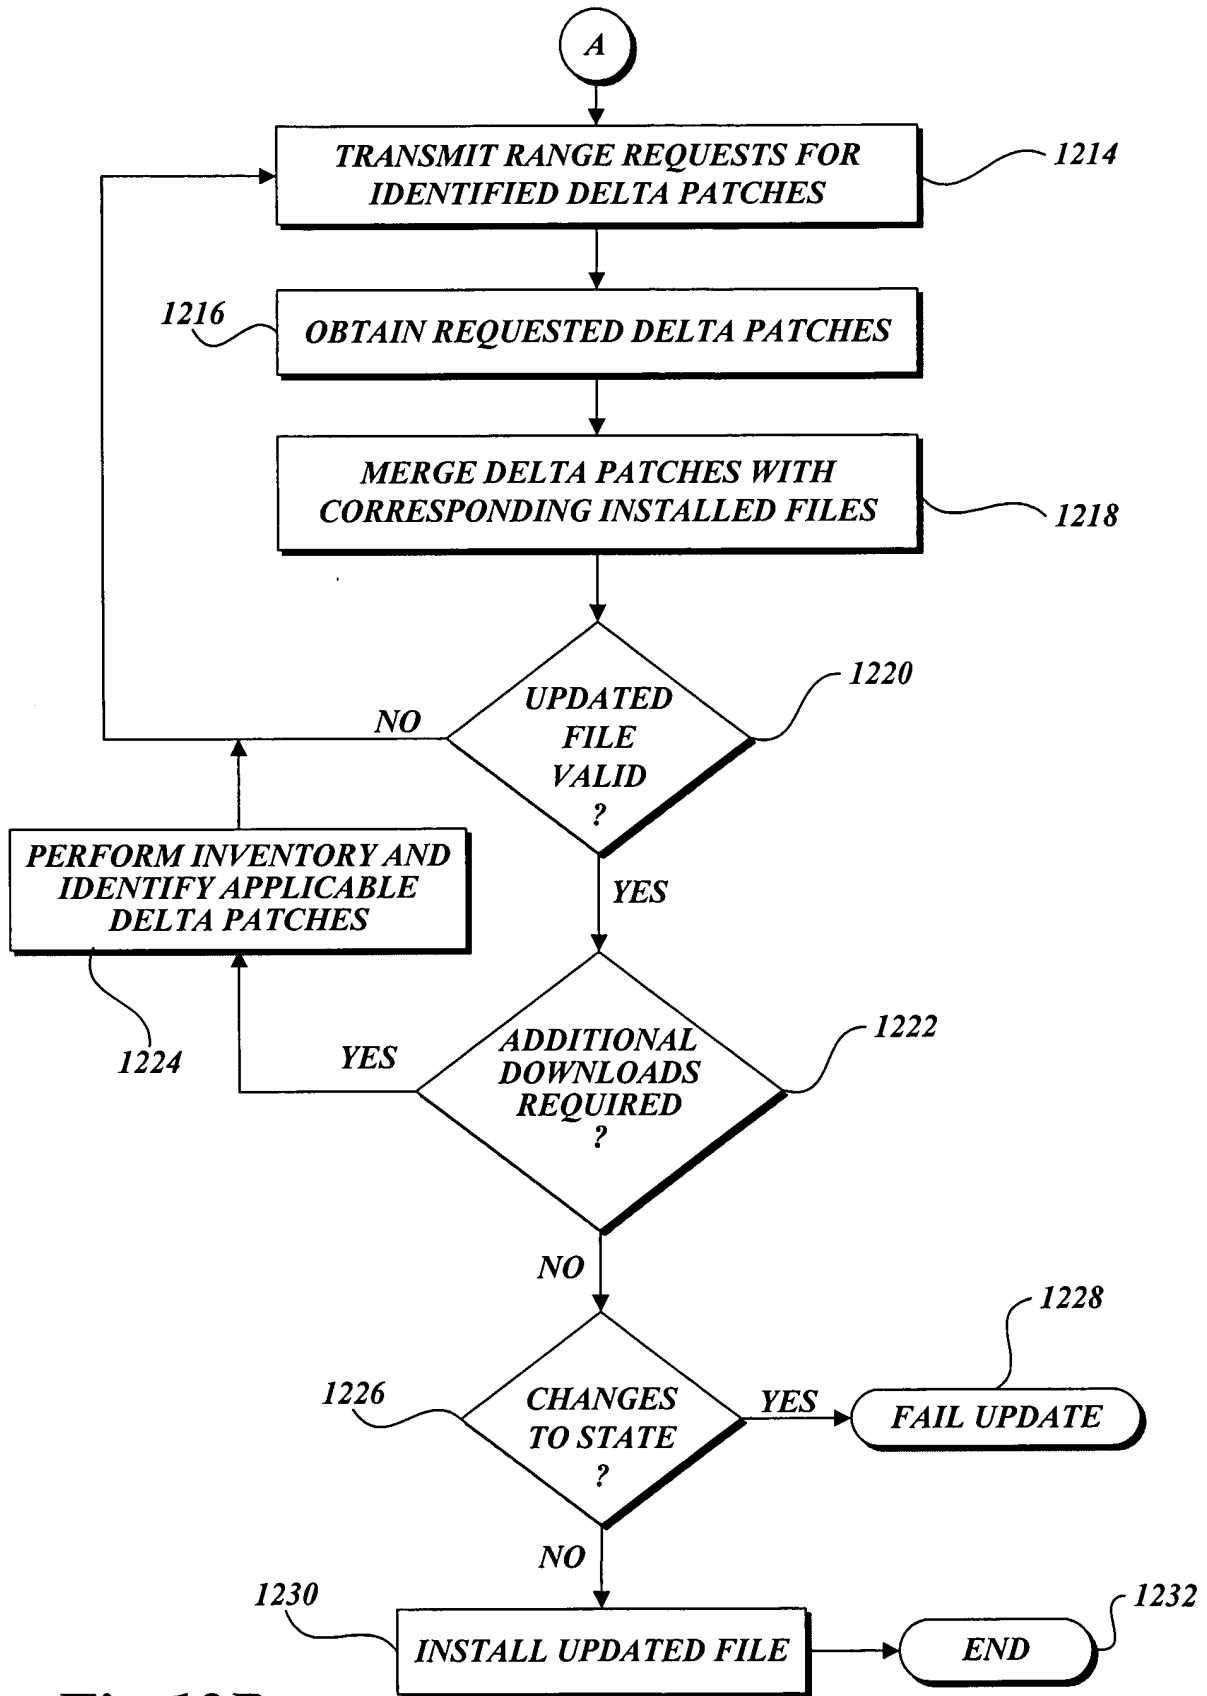 A
TRANSMIT RANGE REQUESTS FOR
IDENTIFIED DELTA PATCHES
1214
1216
OBTAIN REQUESTED DELTA PATCHES
MERGE DELTA PATCHES WITH
CORRESPONDING INSTALLED FILES
1218
UPDATED
FILE
VALID
?
1220
NO
YES
PERFORM INVENTORY AND
IDENTIFY APPLICABLE
DELTA PATCHES
1224
ADDITIONAL
DOWNLOADS
REQUIRED
?
1222
YES
NO
1226
CHANGES
TO STATE
?
YES
1228
FAIL UPDATE
NO
1230
INSTALL UPDATED FILE
END
1232